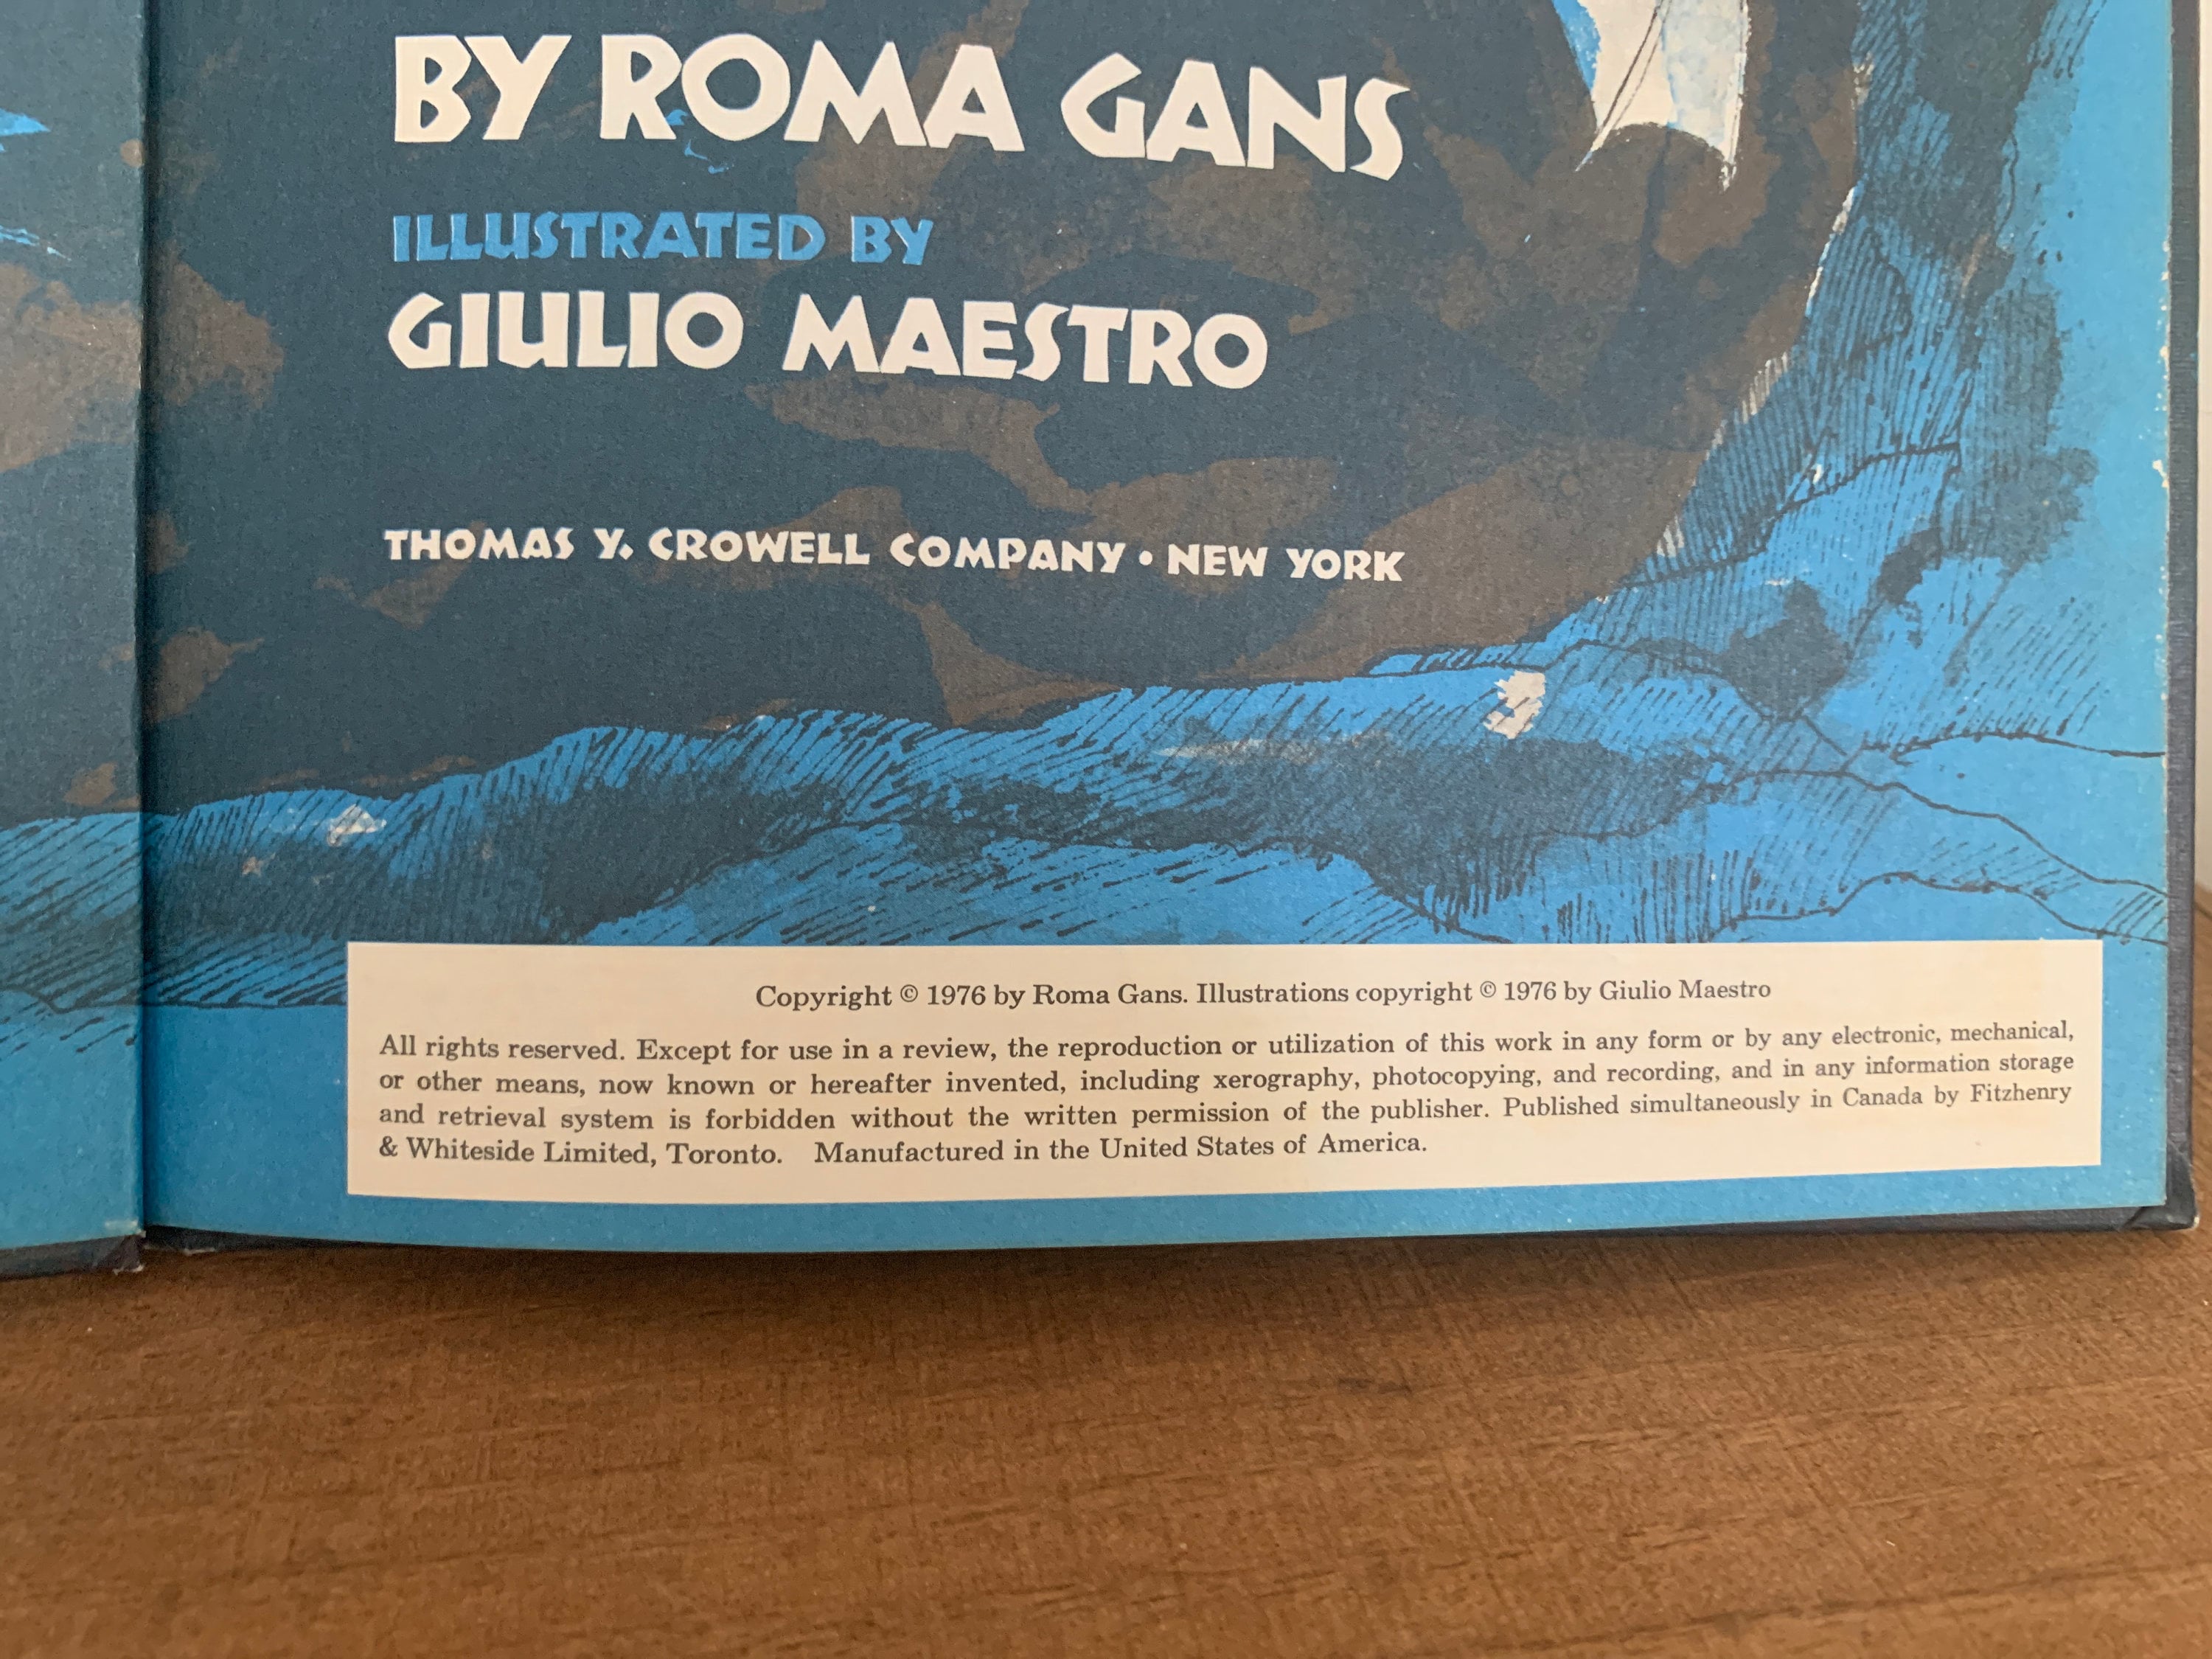 BY ROMA GANS
ILLUSTRATED BY
GIULIO MAESTRO
THOMAS Y. CROWELL COMPANY • NEW YORK
Copyright © 1976 by Roma Gans. Illustrations copyright © 1976 by Giulio Maestro
All rights reserved. Except for use in a review, the reproduction or utilization of this work in any form or by any electronic, mechanical,
or other means, now known or hereafter invented, including xerography, photocopying, and recording, and in any information storage
and retrieval system is forbidden without the written permission of the publisher. Published simultaneously in Canada by Fitzhenry
& Whiteside Limited, Toronto. Manufactured in the United States of America.